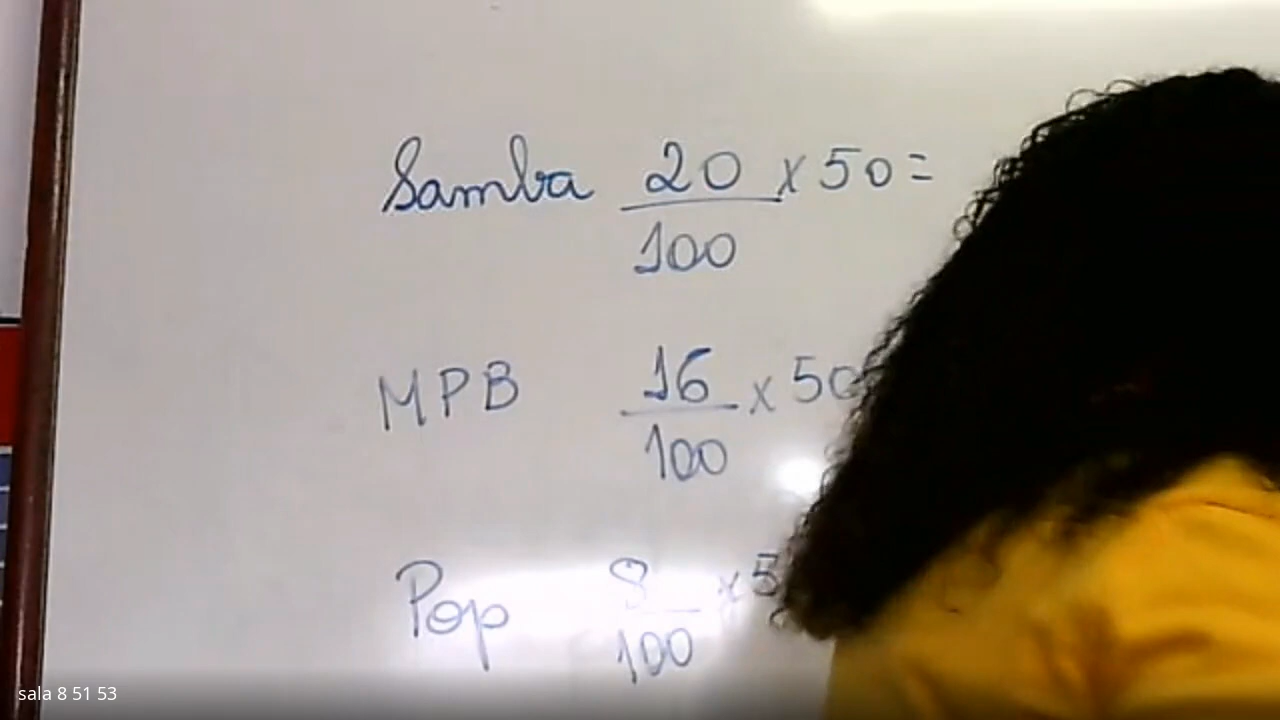 Samba 20/100 x 50 =
MPB 16/100 x 50
Pop 8/100 x 5
sala 8 51 53